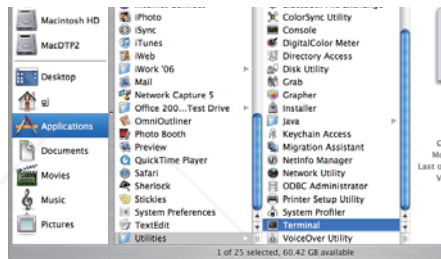 Macintosh HD
MacDTP2
Desktop
gi
Applications
Documents
Movies
Music
Pictures
iPhoto
iSync
iTunes
iWeb
iWork '06
Mail
Network Capture 5
Office 200...Test Drive
OmniOutliner
Photo Booth
Preview
QuickTime Player
Safari
Sherlock
Stickies
System Preferences
TextEdit
Utilities
ColorSync Utility
Console
DigitalColor Meter
Directory Access
Disk Utility
Grab
Grapher
Installer
Java
Keychain Access
Migration Assistant
NetInfo Manager
Network Utility
ODBC Administrator
Printer Setup Utility
System Profiler
Terminal
VoiceOver Utility
Last o
1 of 25 selected, 60.42 GB available